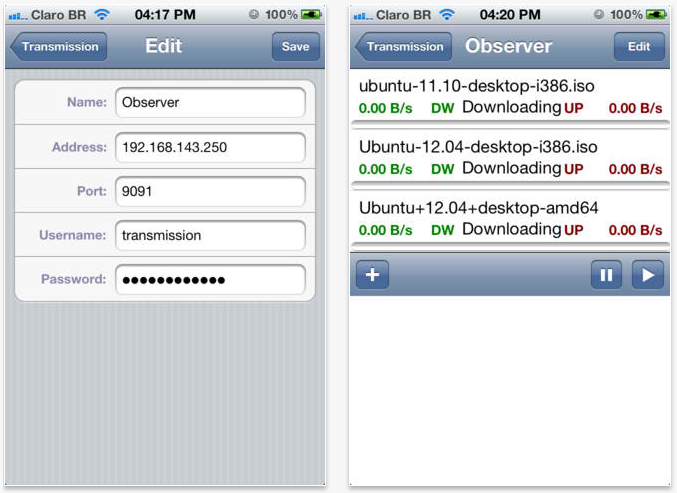 Claro BR 04:17 PM 100%
Transmission Edit Save
Name: Observer
Address: 192.168.143.250
Port: 9091
Username: transmission
Password: ●●●●●●●●●●●●
Claro BR 04:20 PM 100%
Transmission Observer Edit
ubuntu-11.10-desktop-i386.iso
0.00 B/s DW Downloading UP 0.00 B/s
Ubuntu-12.04-desktop-i386.iso
0.00 B/s DW Downloading UP 0.00 B/s
Ubuntu+12.04+desktop-amd64
0.00 B/s DW Downloading UP 0.00 B/s